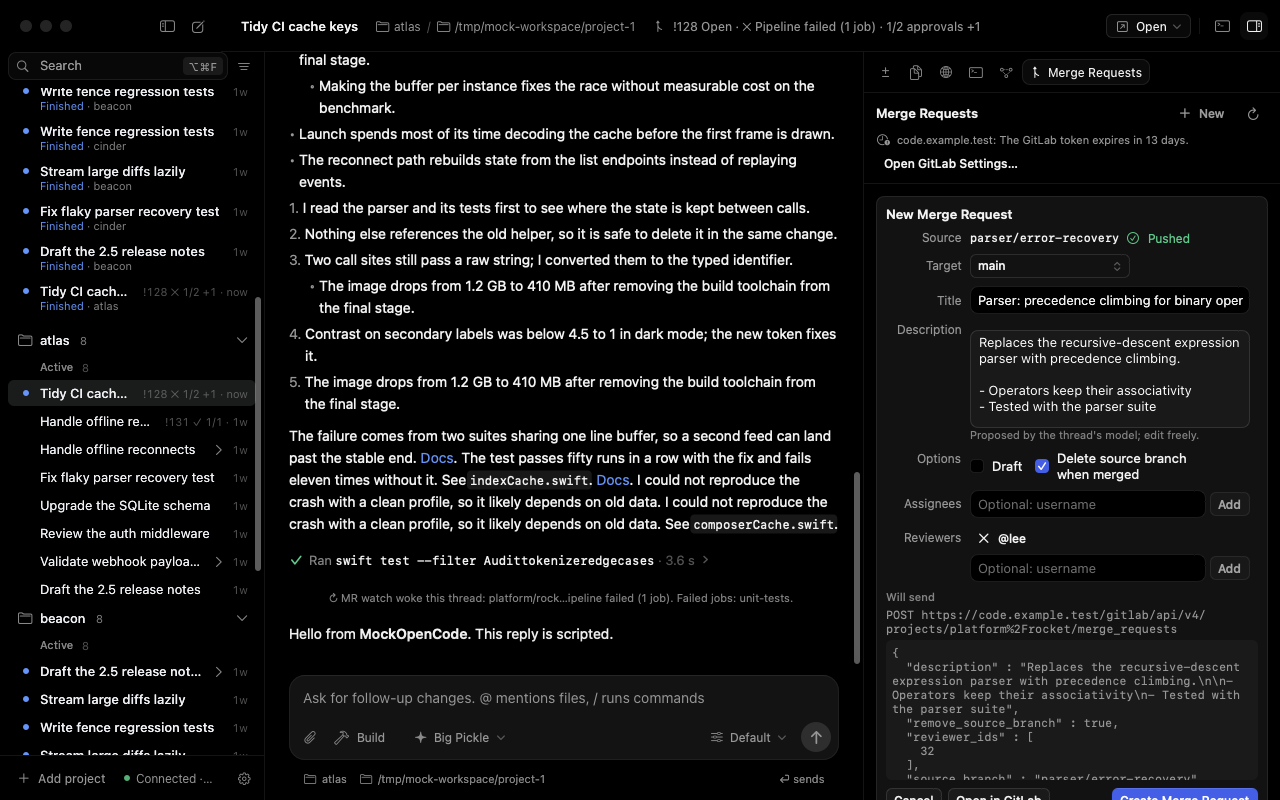 Tidy CI cache keys
atlas / /tmp/mock-workspace/project-1
!128 Open · ✕ Pipeline failed (1 job) · 1/2 approvals +1
Open
Search
⌥⌘F
Write fence regression tests 1w
Finished · beacon
Write fence regression tests 1w
Finished · cinder
Stream large diffs lazily 1w
Finished · beacon
Fix flaky parser recovery test 1w
Finished · cinder
Draft the 2.5 release notes 1w
Finished · beacon
Tidy CI cach... !128 ✕ 1/2 +1 · now
Finished · atlas
atlas 8
Active 8
Tidy CI cach... !128 ✕ 1/2 +1 · now
Handle offline re... !131 ✓ 1/1 · 1w
Handle offline reconnects 1w
Fix flaky parser recovery test 1w
Upgrade the SQLite schema 1w
Review the auth middleware 1w
Validate webhook payloa... 1w
Draft the 2.5 release notes 1w
beacon 8
Active 8
Draft the 2.5 release not... 1w
Stream large diffs lazily 1w
Write fence regression tests 1w
Stream large diffs lazily 1w
Add project
Connected ·...
final stage.
• Making the buffer per instance fixes the race without measurable cost on the
benchmark.
• Launch spends most of its time decoding the cache before the first frame is drawn.
• The reconnect path rebuilds state from the list endpoints instead of replaying
events.
1. I read the parser and its tests first to see where the state is kept between calls.
2. Nothing else references the old helper, so it is safe to delete it in the same change.
3. Two call sites still pass a raw string; I converted them to the typed identifier.
• The image drops from 1.2 GB to 410 MB after removing the build toolchain from
the final stage.
4. Contrast on secondary labels was below 4.5 to 1 in dark mode; the new token fixes
it.
5. The image drops from 1.2 GB to 410 MB after removing the build toolchain from
the final stage.
The failure comes from two suites sharing one line buffer, so a second feed can land
past the stable end. Docs. The test passes fifty runs in a row with the fix and fails
eleven times without it. See indexCache.swift. Docs. I could not reproduce the
crash with a clean profile, so it likely depends on old data. I could not reproduce the
crash with a clean profile, so it likely depends on old data. See composerCache.swift.
Ran swift test --filter Audittokenizeredgecases · 3.6 s
MR watch woke this thread: platform/rock...ipeline failed (1 job). Failed jobs: unit-tests.
Hello from MockOpenCode. This reply is scripted.
Ask for follow-up changes. @ mentions files, / runs commands
Build
Big Pickle
Default
atlas /tmp/mock-workspace/project-1
⏎ sends
Merge Requests
Merge Requests
New
code.example.test: The GitLab token expires in 13 days.
Open GitLab Settings...
New Merge Request
Source parser/error-recovery Pushed
Target main
Title Parser: precedence climbing for binary oper
Description
Replaces the recursive-descent expression
parser with precedence climbing.
- Operators keep their associativity
- Tested with the parser suite
Proposed by the thread's model; edit freely.
Options Draft Delete source branch
when merged
Assignees Optional: username Add
Reviewers ✕ @lee
Optional: username Add
Will send
POST https://code.example.test/gitlab/api/v4/
projects/platform%2Frocket/merge_requests
{
"description" : "Replaces the recursive-descent
expression parser with precedence climbing.\n\n-
Operators keep their associativity\n- Tested with
the parser suite",
"remove_source_branch" : true,
"reviewer_ids" : [
32
],
"source_branch" : "parser/error-recovery"
Cancel
Open in GitLab
Create Merge Request